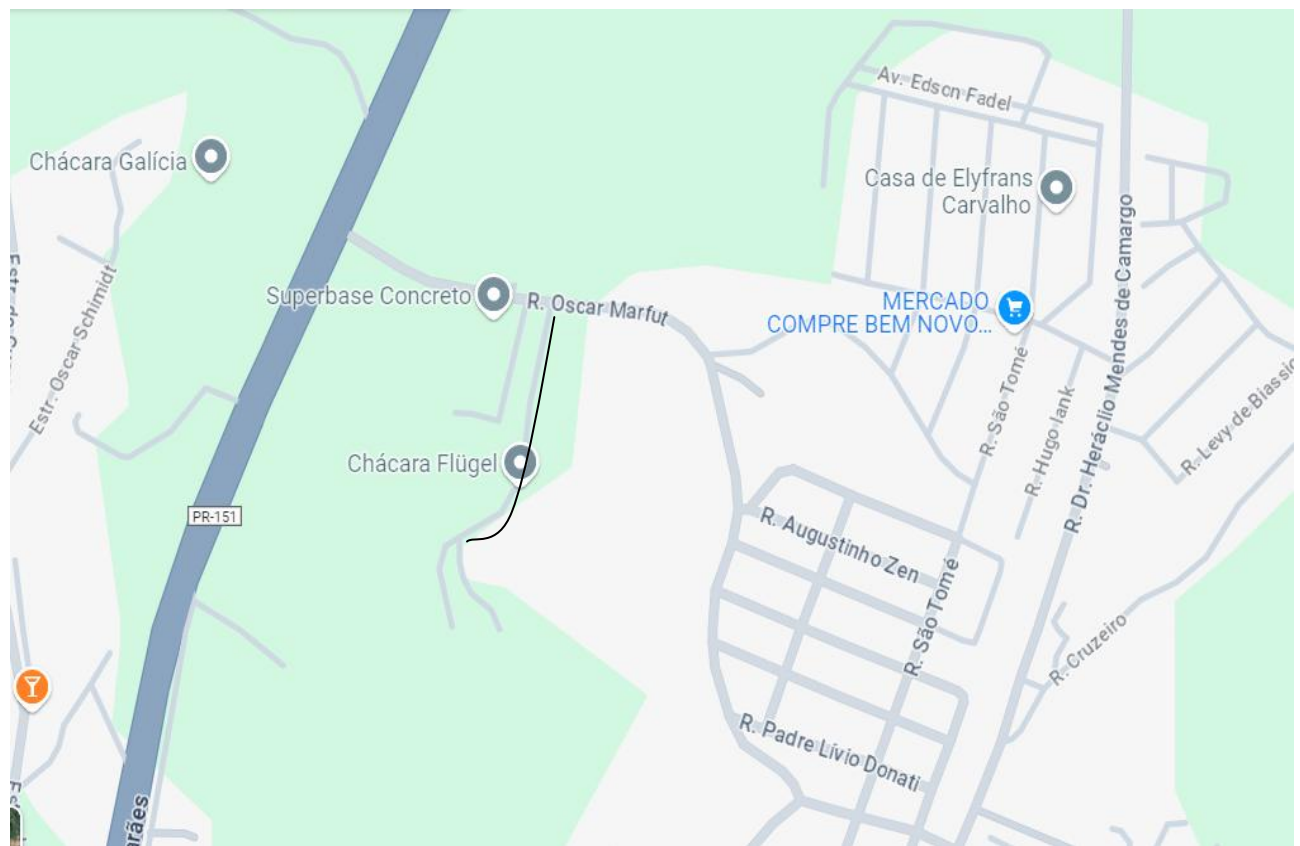 Av. Edson Fadel
Chácara Galícia
Casa de Elyfrans
Carvalho
Estr. Oscar Schimidt
Superbase Concreto
R. Oscar Marfut
MERCADO
COMPRE BEM NOVO...
R. Dr. Heráclio Mendes de Camargo
R. São Tomé
R. Hugo Iank
R. Levy de Biassio
Chácara Flügel
PR-151
R. Augustinho Zen
R. São Tomé
R. Cruzeiro
R. Padre Lívio Donati